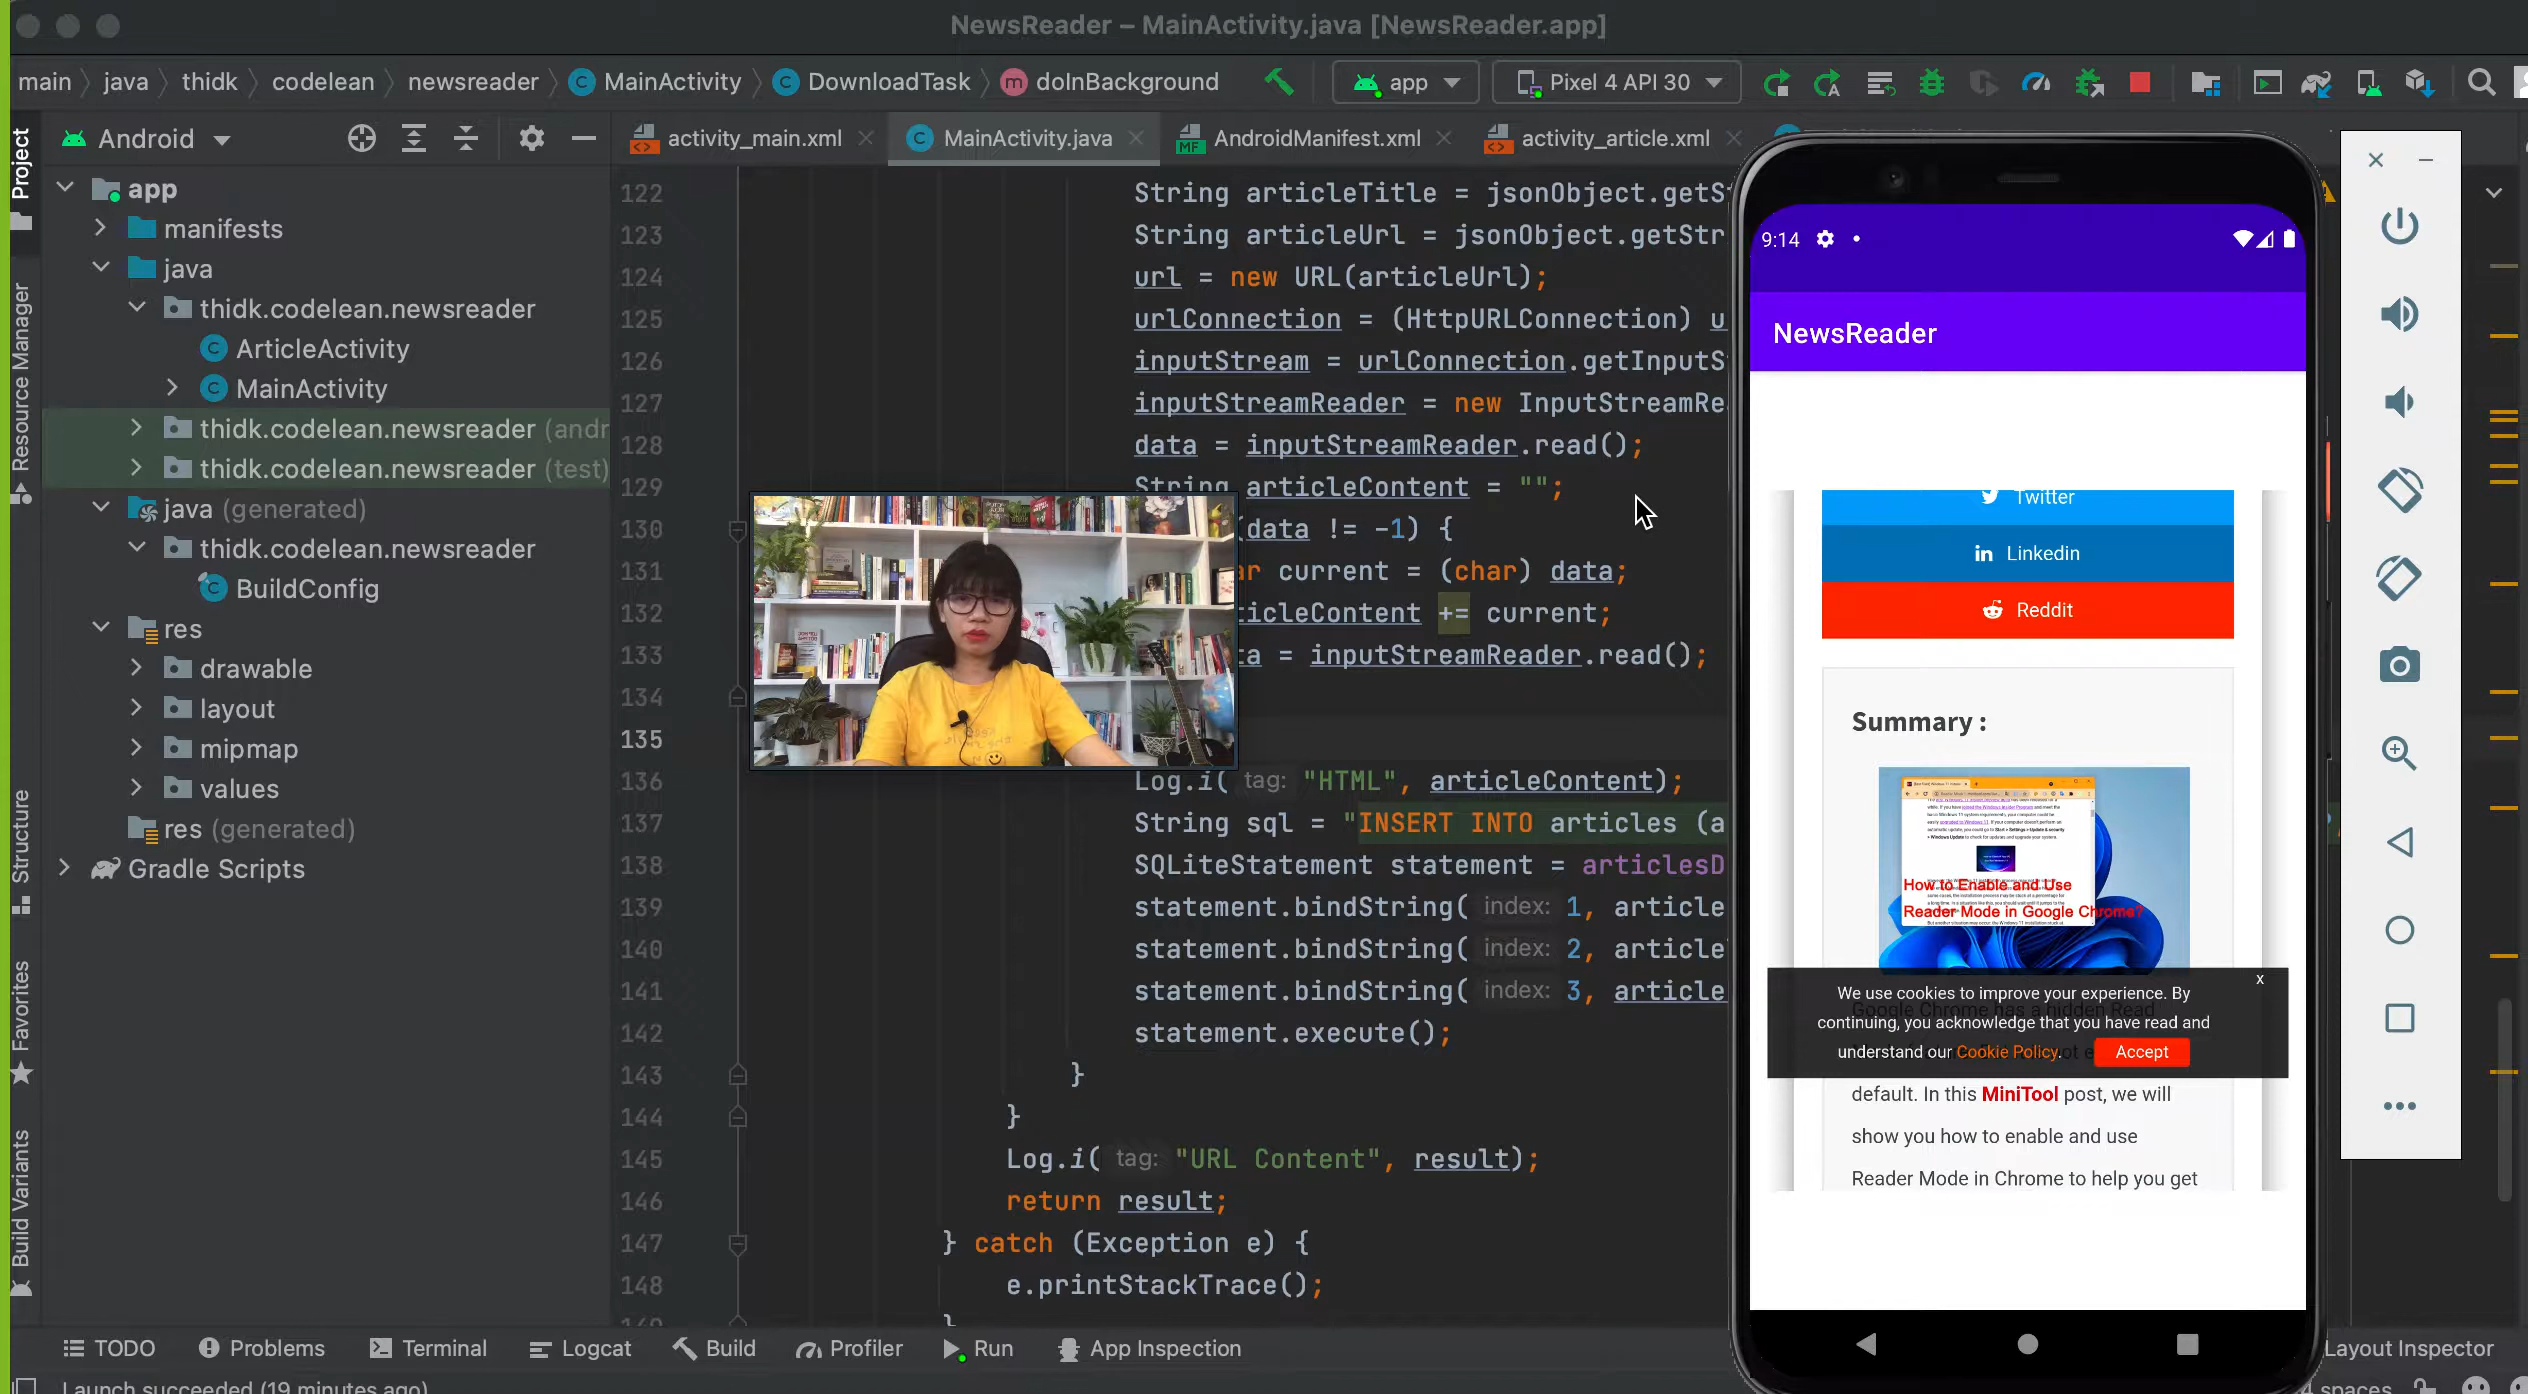 NewsReader – MainActivity.java [NewsReader.app]
main java thidk codelean newsreader MainActivity DownloadTask doInBackground app Pixel 4 API 30
Android
activity_main.xml MainActivity.java AndroidManifest.xml activity_article.xml
Project
Resource Manager
Structure
Favorites
Build Variants
app
manifests
java
thidk.codelean.newsreader
ArticleActivity
MainActivity
thidk.codelean.newsreader (andr
thidk.codelean.newsreader (test)
java (generated)
thidk.codelean.newsreader
BuildConfig
res
drawable
layout
mipmap
values
res (generated)
Gradle Scripts
122 String articleTitle = jsonObject.getS
123 String articleUrl = jsonObject.getStr
124 url = new URL(articleUrl);
125 urlConnection = (HttpURLConnection) u
126 inputStream = urlConnection.getInputS
127 inputStreamReader = new InputStreamRe
128 data = inputStreamReader.read();
129 String articleContent = "";
130 (data != -1) {
131 ar current = (char) data;
132 ticleContent += current;
133 ta = inputStreamReader.read();
134
135
136 Log.i( tag: "HTML", articleContent);
137 String sql = "INSERT INTO articles (a
138 SQLiteStatement statement = articlesD
139 statement.bindString( index: 1, article
140 statement.bindString( index: 2, article
141 statement.bindString( index: 3, article
142 statement.execute();
143 }
144 }
145 Log.i( tag: "URL Content", result);
146 return result;
147 } catch (Exception e) {
148 e.printStackTrace();
9:14
NewsReader
Twitter
Linkedin
Reddit
Summary :
How to Enable and Use
Reader Mode in Google Chrome?
x
We use cookies to improve your experience. By
continuing, you acknowledge that you have read and
understand our Cookie Policy. Accept
default. In this MiniTool post, we will
show you how to enable and use
Reader Mode in Chrome to help you get
TODO Problems Terminal Logcat Build Profiler Run App Inspection Layout Inspector
Launch succeeded (19 minutes ago)
spaces